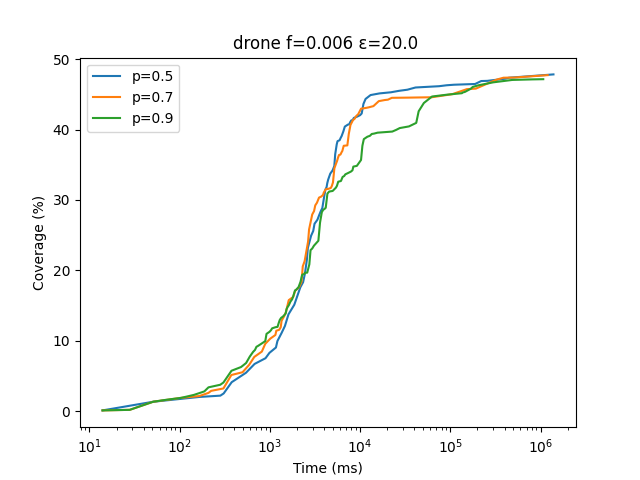 drone f=0.006 ε=20.0
50
40
30
20
10
0
Coverage (%)
p=0.5
p=0.7
p=0.9
10¹
10²
10³
10⁴
10⁵
10⁶
Time (ms)